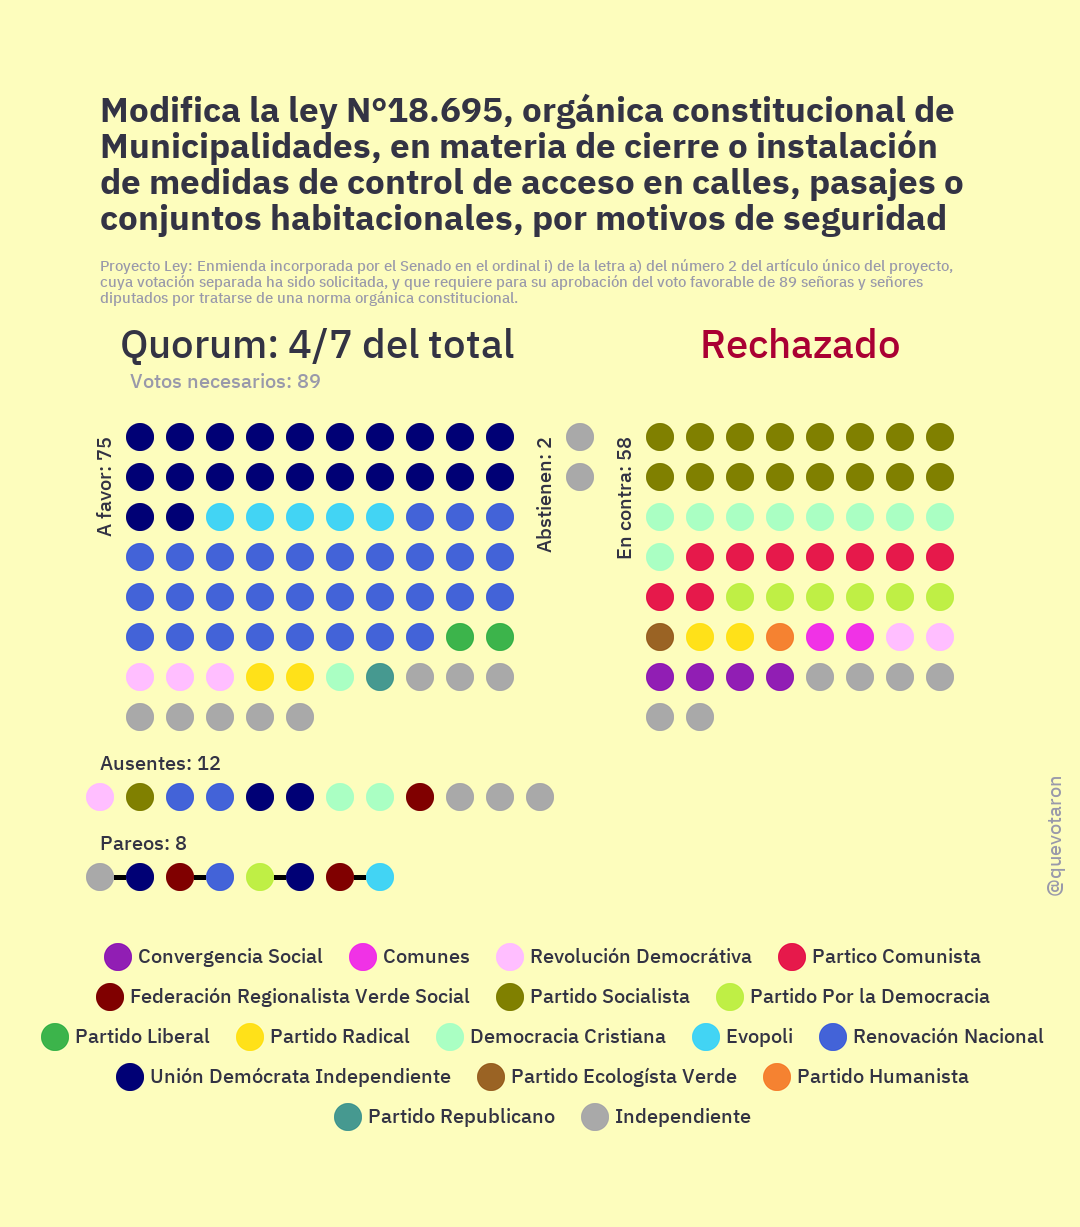 Modifica la ley N°18.695, orgánica constitucional de
Municipalidades, en materia de cierre o instalación
de medidas de control de acceso en calles, pasajes o
conjuntos habitacionales, por motivos de seguridad
Proyecto Ley: Enmienda incorporada por el Senado en el ordinal i) de la letra a) del número 2 del artículo único del proyecto,
cuya votación separada ha sido solicitada, y que requiere para su aprobación del voto favorable de 89 señoras y señores
diputados por tratarse de una norma orgánica constitucional.
Quorum: 4/7 del total
Rechazado
Votos necesarios: 89
A favor: 75
Abstienen: 2
En contra: 58
Ausentes: 12
Pareos: 8
@quevotaron
Convergencia Social
Comunes
Revolución Democrátiva
Partico Comunista
Federación Regionalista Verde Social
Partido Socialista
Partido Por la Democracia
Partido Liberal
Partido Radical
Democracia Cristiana
Evopoli
Renovación Nacional
Unión Demócrata Independiente
Partido Ecologísta Verde
Partido Humanista
Partido Republicano
Independiente